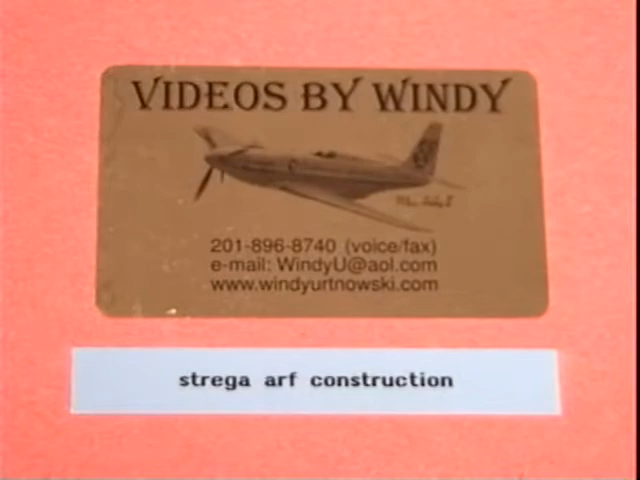 VIDEOS BY WINDY
201-896-8740 (voice/fax)
e-mail: WindyU@aol.com
www.windyurtnowski.com
strega arf construction